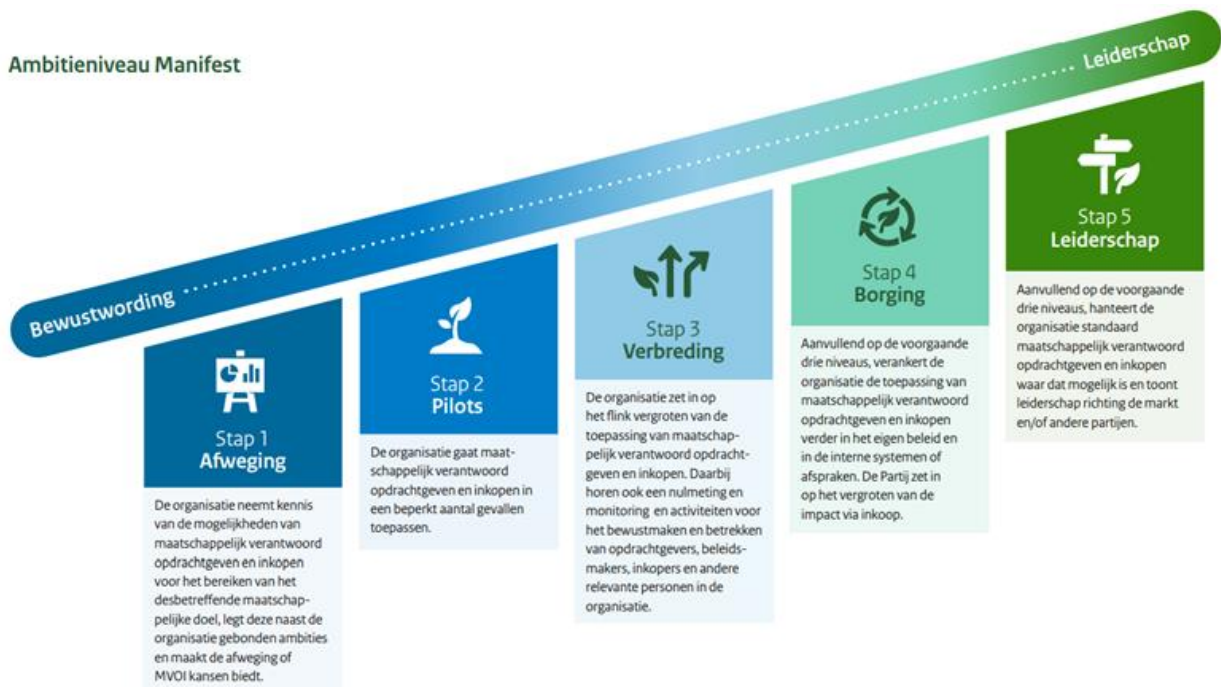 Ambitieniveau Manifest
Bewustwording
Leiderschap
Stap 1
Afweging
De organisatie neemt kennis
van de mogelijkheden van
maatschappelijk verantwoord
opdrachtgeven en inkopen
voor het bereiken van het
desbetreffende maatschap-
pelijke doel, legt deze naast de
organisatie gebonden ambities
en maakt de afweging of
MVOI kansen biedt.
Stap 2
Pilots
De organisatie gaat maat-
schappelijk verantwoord
opdrachtgeven en inkopen in
een beperkt aantal gevallen
toepassen.
Stap 3
Verbreding
De organisatie zet in op
het flink vergroten van de
toepassing van maatschap-
pelijk verantwoord opdracht-
geven en inkopen. Daarbij
horen ook een nulmeting en
monitoring en activiteiten voor
het bewustmaken en betrekken
van opdrachtgevers, beleids-
makers, inkopers en andere
relevante personen in de
organisatie.
Stap 4
Borging
Aanvullend op de voorgaande
drie niveaus, verankert de
organisatie de toepassing van
maatschappelijk verantwoord
opdrachtgeven en inkopen
verder in het eigen beleid en
in de interne systemen of
afspraken. De Partij zet in
op het vergroten van de
impact via inkoop.
Stap 5
Leiderschap
Aanvullend op de voorgaande
drie niveaus, hanteert de
organisatie standaard
maatschappelijk verantwoord
opdrachtgeven en inkopen
waar dat mogelijk is en toont
leiderschap richting de markt
en/of andere partijen.